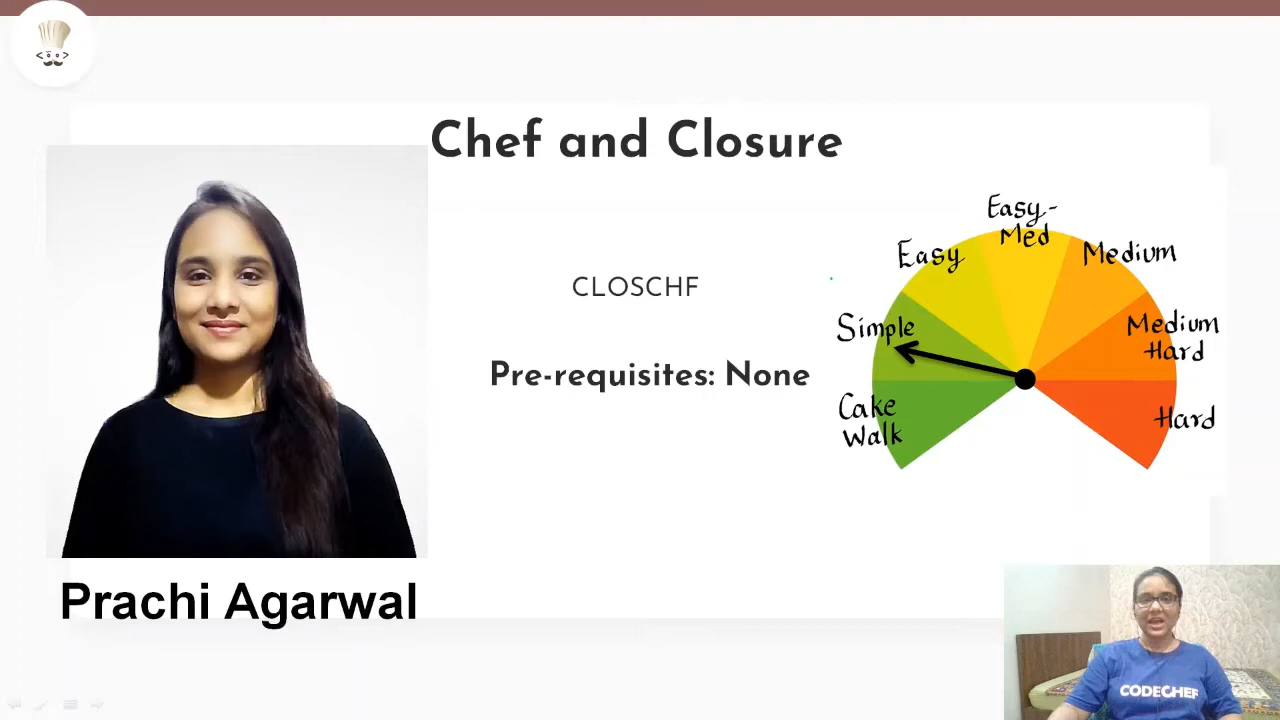 Chef and Closure
CLOSCHF
Pre-requisites: None
Easy-
Med
Easy
Medium
Simple
Medium
Hard
Cake
Walk
Hard
Prachi Agarwal
CODECHEF